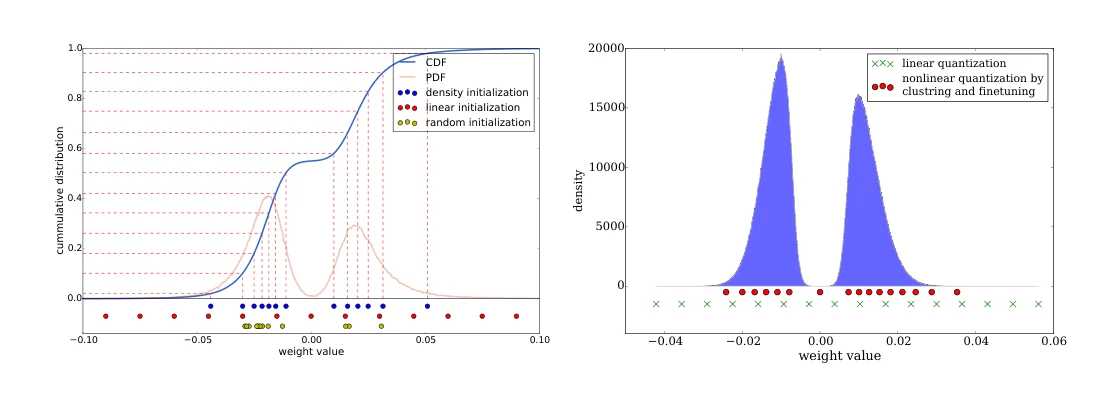 1.0
0.8
0.6
0.4
0.2
0.0
cummulative distribution
CDF
PDF
density initialization
linear initialization
random initialization
−0.10
−0.05
0.00
0.05
0.10
weight value
20000
15000
10000
5000
0
density
linear quantization
nonlinear quantization by
clustring and finetuning
−0.04
−0.02
0.00
0.02
0.04
0.06
weight value